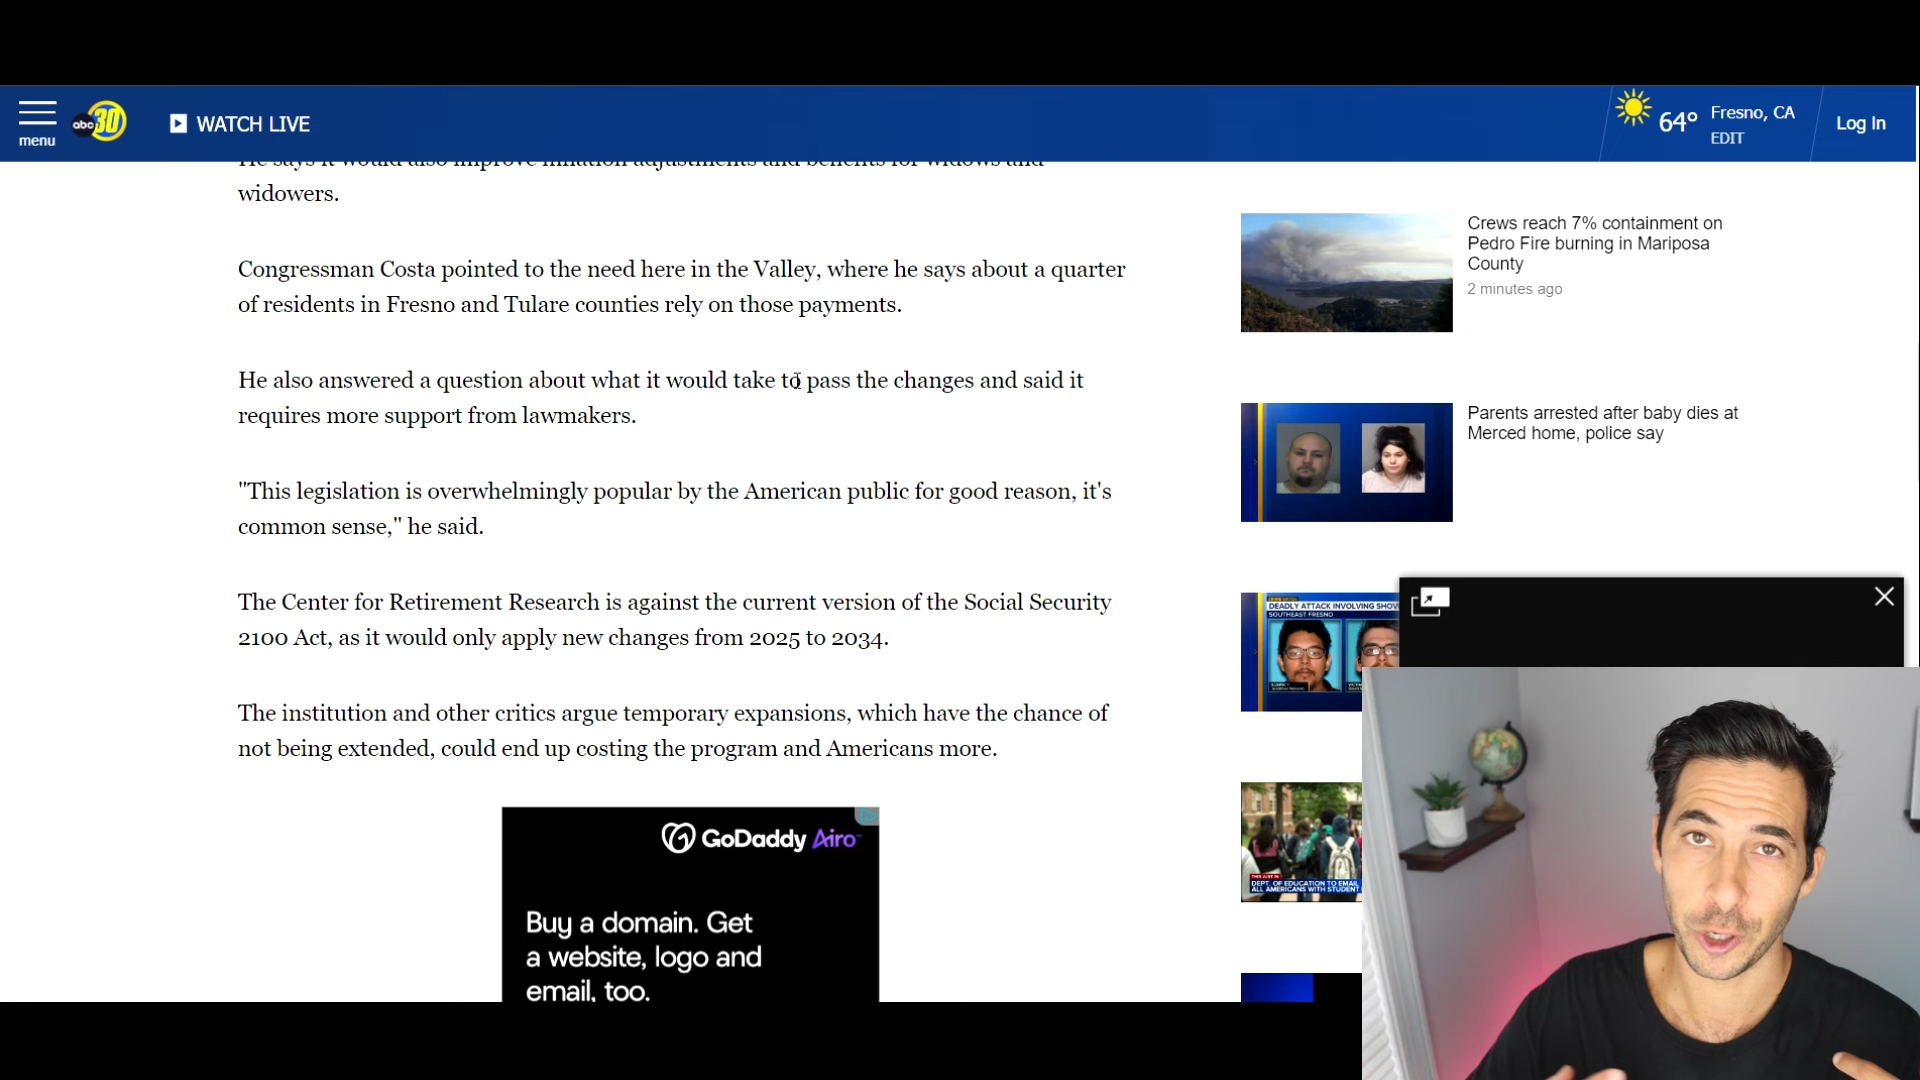 menu
abc 30
WATCH LIVE
64°
Fresno, CA
EDIT
Log In
He says it would also improve inflation adjustments and benefits for widows and
widowers.
Congressman Costa pointed to the need here in the Valley, where he says about a quarter
of residents in Fresno and Tulare counties rely on those payments.
He also answered a question about what it would take to pass the changes and said it
requires more support from lawmakers.
"This legislation is overwhelmingly popular by the American public for good reason, it's
common sense," he said.
The Center for Retirement Research is against the current version of the Social Security
2100 Act, as it would only apply new changes from 2025 to 2034.
The institution and other critics argue temporary expansions, which have the chance of
not being extended, could end up costing the program and Americans more.
GoDaddy Airo™
Buy a domain. Get
a website, logo and
email, too.
Crews reach 7% containment on
Pedro Fire burning in Mariposa
County
2 minutes ago
Parents arrested after baby dies at
Merced home, police say
DEADLY ATTACK INVOLVING SHOV
SOUTHEAST FRESNO
THIS JUST IN
DEPT. OF EDUCATION TO EMAIL
ALL AMERICANS WITH STUDENT